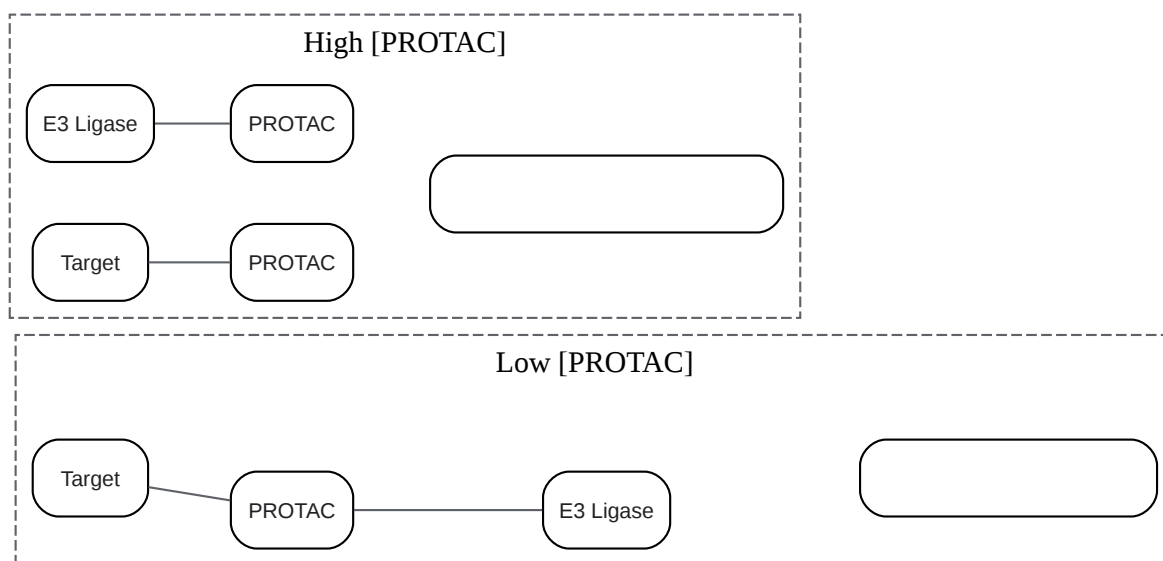 High [PROTAC]
E3 Ligase
PROTAC
Target
PROTAC
Low [PROTAC]
Target
PROTAC
E3 Ligase